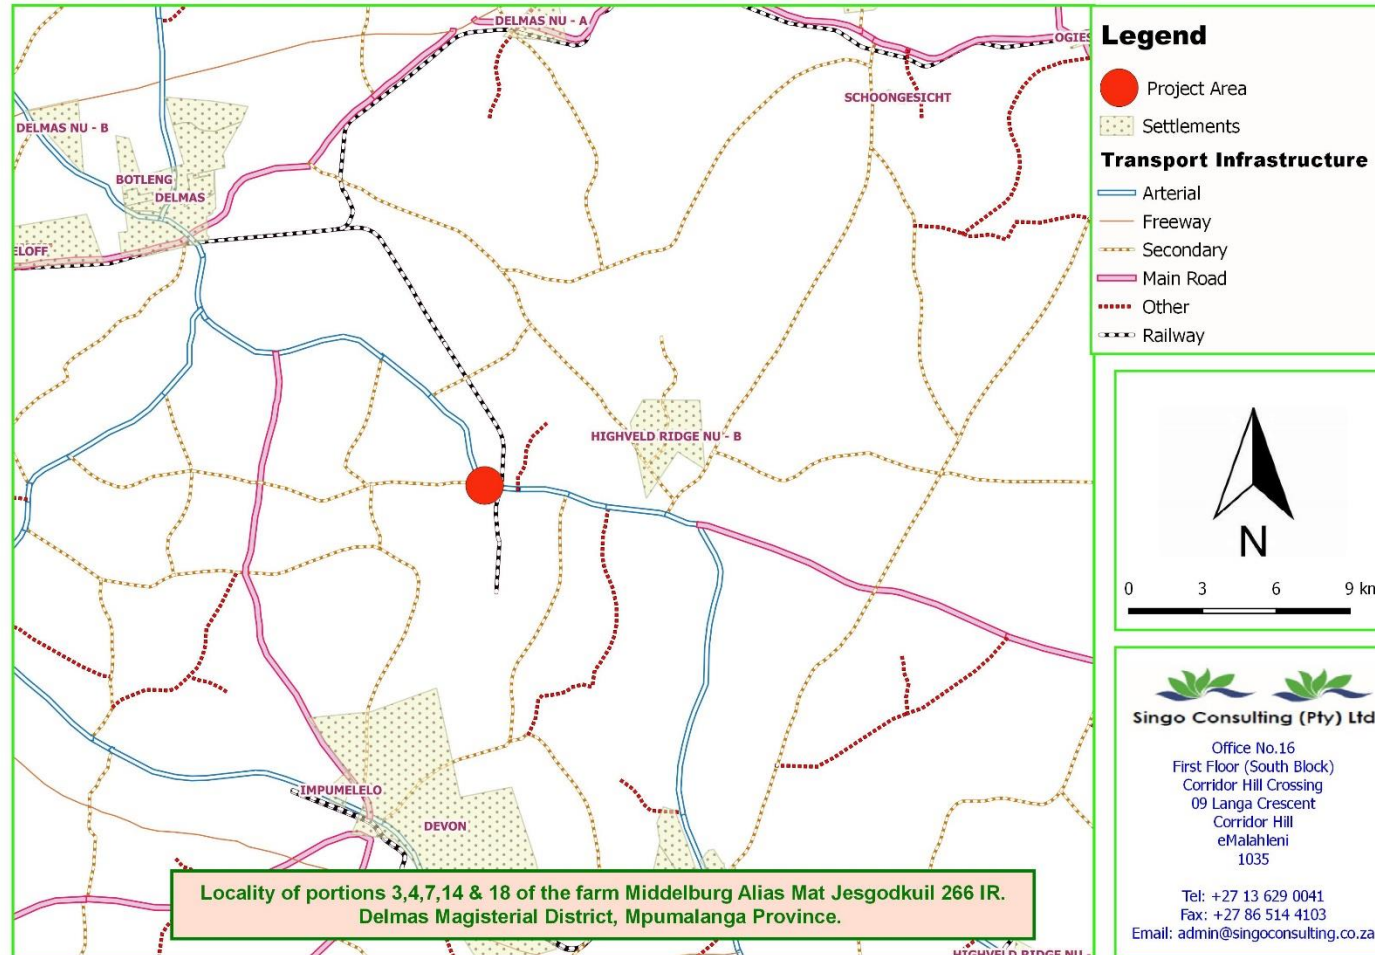 DELMAS NU - A
OGIES
SCHOONGESICHT
DELMAS NU - B
BOTLENG
DELMAS
ELOFF
HIGHVELD RIDGE NU - B
IMPUMELELO
DEVON
HIGHVELD RIDGE NU -
Locality of portions 3,4,7,14 & 18 of the farm Middelburg Alias Mat Jesgodkuil 266 IR.
Delmas Magisterial District, Mpumalanga Province.
Legend
Project Area
Settlements
Transport Infrastructure
Arterial
Freeway
Secondary
Main Road
Other
Railway
N
0 3 6 9 km
Singo Consulting (Py) Ltd
Office No.16
First Floor (South Block)
Corridor Hill Crossing
09 Langa Crescent
Corridor Hill
eMalahleni
1035
Tel: +27 13 629 0041
Fax: +27 86 514 4103
Email: admin@singoconsulting.co.za